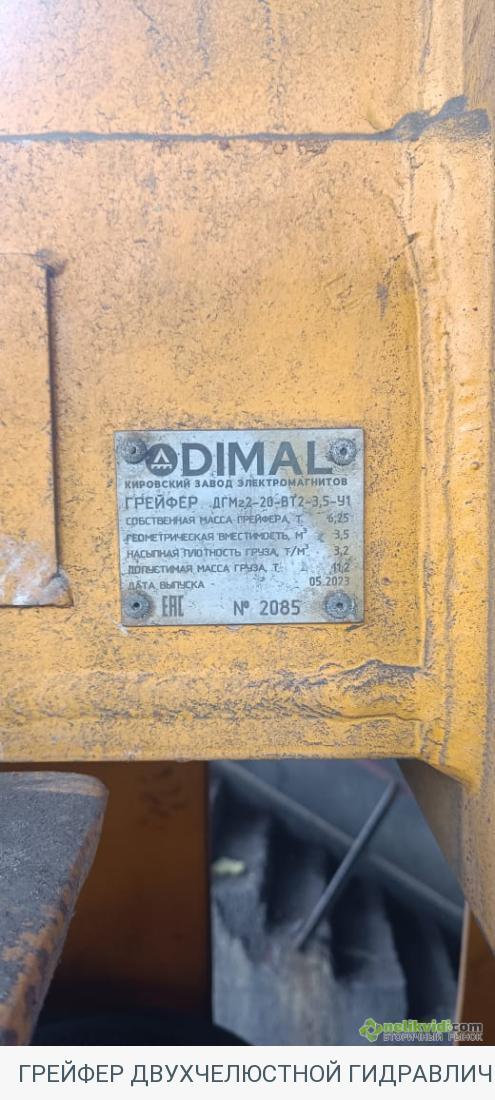 DIMAL
КИРОВСКИЙ ЗАВОД ЭЛЕКТРОМАГНИТОВ
ГРЕЙФЕР ДГМг2-20-ВТ2-3,5-У1
СОБСТВЕННАЯ МАССА ГРЕЙФЕРА, Т 6,25
ГЕОМЕТРИЧЕСКАЯ ВМЕСТИМОСТЬ, М³ 3,5
НАСЫПНАЯ ПЛОТНОСТЬ ГРУЗА, Т/М³ 3,2
ДОПУСТИМАЯ МАССА ГРУЗА, Т 11,2
ДАТА ВЫПУСКА 05.2023
ЕАС № 2085
nelikvidi.com
ВТОРИЧНЫЙ РЫНОК
ГРЕЙФЕР ДВУХЧЕЛЮСТНОЙ ГИДРАВЛИЧ